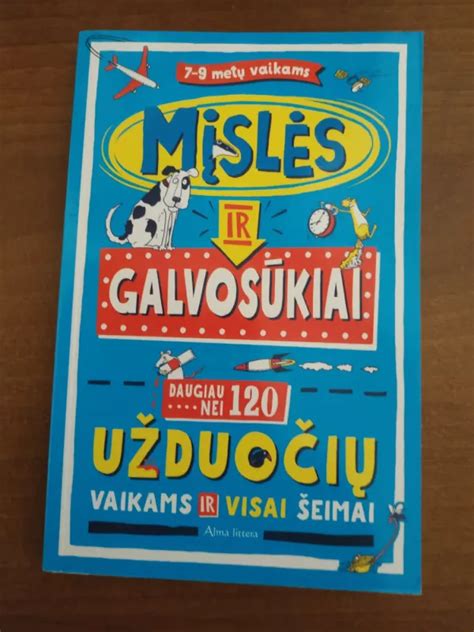 7-9 metų vaikams
MĮSLĖS
IR
GALVOSŪKIAI
DAUGIAU
NEI 120
UŽDUOČIŲ
VAIKAMS IR VISAI ŠEIMAI
Alma littera